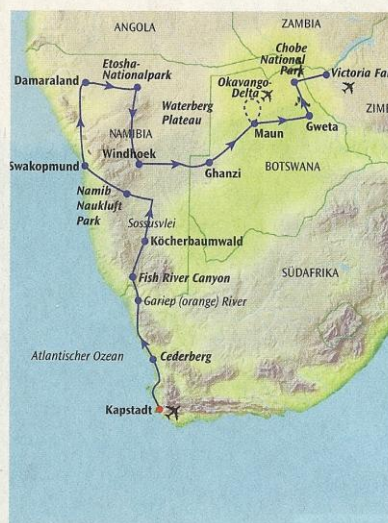 ANGOLA
ZAMBIA
Etosha-
Nationalpark
Chobe
National
Park
Damaraland
Okavango-
Delta
Victoria Fa
Waterberg
Plateau
ZIM
NAMIBIA
Maun
Gweta
Windhoek
Swakopmund
Ghanzi
BOTSWANA
Namib
Naukluft
Park
Sossusvlei
Köcherbaumwald
SÜDAFRIKA
Fish River Canyon
Gariep (orange) River
Atlantischer Ozean
Cederberg
Kapstadt